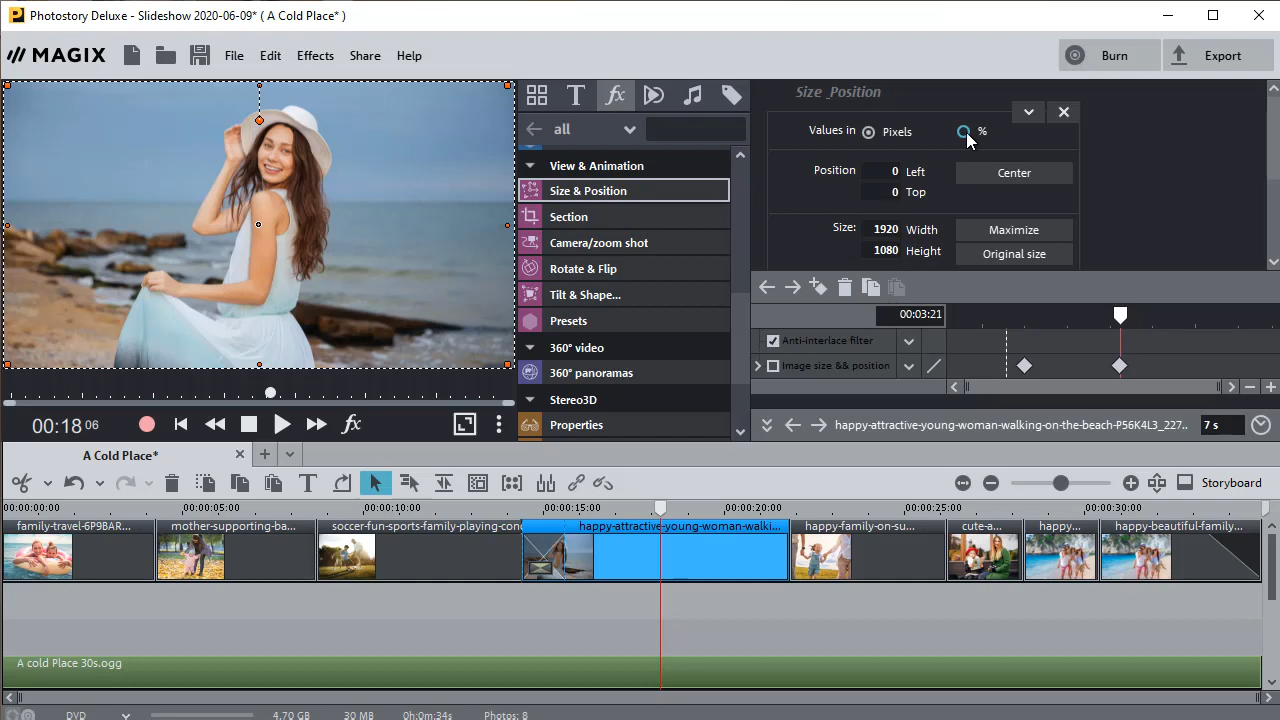 Photostory Deluxe - Slideshow 2020-06-09* ( A Cold Place* )
MAGIX
File
Edit
Effects
Share
Help
Burn
Export
all
View & Animation
Size & Position
Section
Camera/zoom shot
Rotate & Flip
Tilt & Shape...
Presets
360° video
360° panoramas
Stereo3D
Properties
Size _Position
Values in Pixels %
Position 0 Left Center
0 Top
Size: 1920 Width Maximize
1080 Height Original size
00:03:21
Anti-interlace filter
Image size && position
00:18 06
happy-attractive-young-woman-walking-on-the-beach-P56K4L3_227..
7 s
A Cold Place*
Storyboard
00:00:00:00 00:00:05:00 00:00:10:00 00:00:15:00 00:00:20:00 00:00:25:00 00:00:30:00
family-travel-6P9BAR...
mother-supporting-ba...
soccer-fun-sports-family-playing-con
happy-attractive-young-woman-walki...
happy-family-on-su...
cute-a...
happy...
happy-beautiful-family...
A cold Place 30s.ogg
DVD
4,70 GB
30 MB
0h:0m:34s
Photos: 8